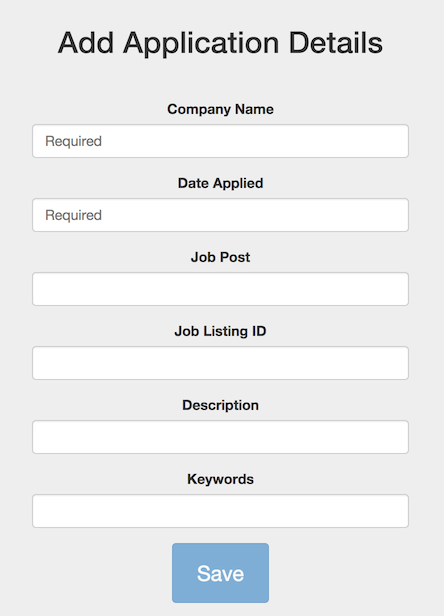 Add Application Details
Company Name
Required
Date Applied
Required
Job Post
Job Listing ID
Description
Keywords
Save